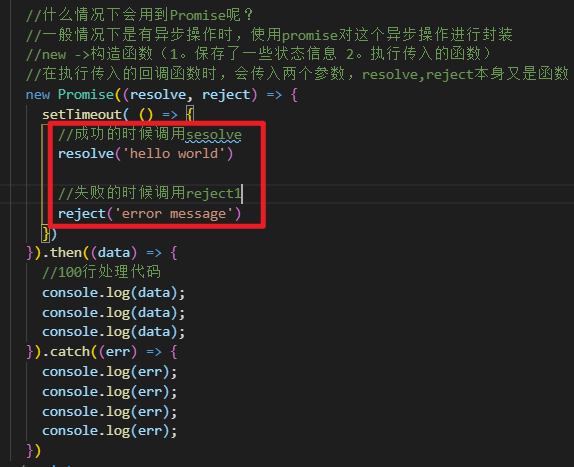 //什么情况下会用到Promise呢？
//一般情况下是有异步操作时，使用promise对这个异步操作进行封装
//new ->构造函数（1。保存了一些状态信息 2。执行传入的函数）
//在执行传入的回调函数时，会传入两个参数，resolve,reject本身又是函数
new Promise((resolve, reject) => {
setTimeout( () => {
//成功的时候调用sesolve
resolve('hello world')
//失败的时候调用reject1
reject('error message')
})
}).then((data) => {
//100行处理代码
console.log(data);
console.log(data);
console.log(data);
}).catch((err) => {
console.log(err);
console.log(err);
console.log(err);
console.log(err);
})